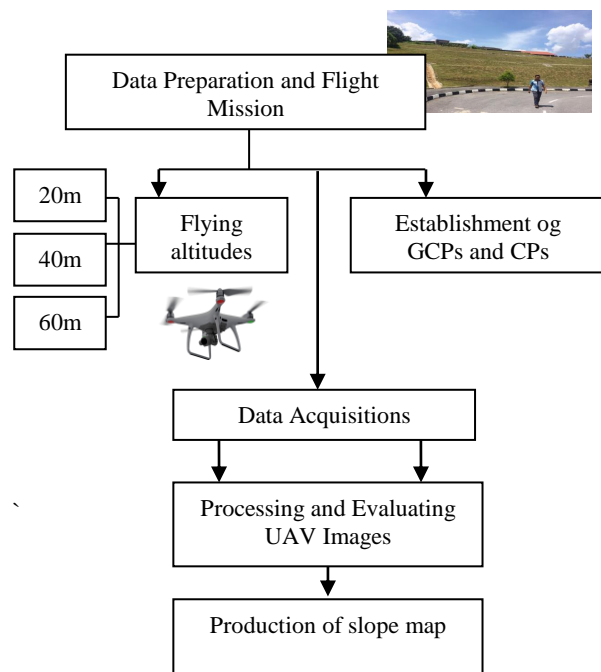 Data Preparation and Flight
Mission
20m
40m
60m
Flying
altitudes
Establishment og
GCPs and CPs
Data Acquisitions
`
Processing and Evaluating
UAV Images
Production of slope map